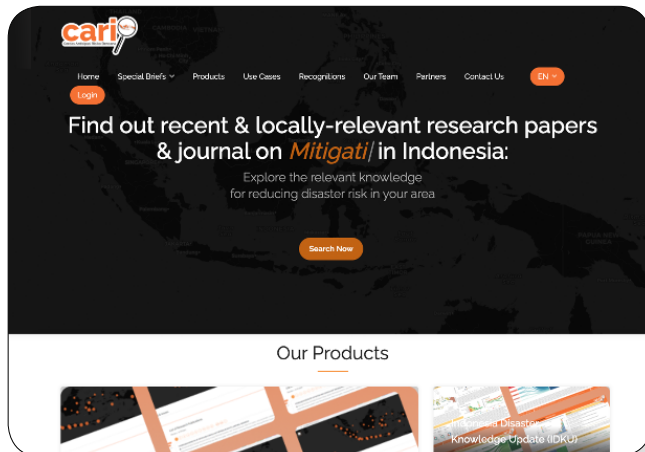 cari
Home Special Briefs Products Use Cases Recognitions Our Team Partners Contact Us EN
Login
Find out recent & locally-relevant research papers
& journal on Mitigati| in Indonesia:
Explore the relevant knowledge
for reducing disaster risk in your area
Search Now
Our Products
Indonesia Disaster
Knowledge Update (IDKU)